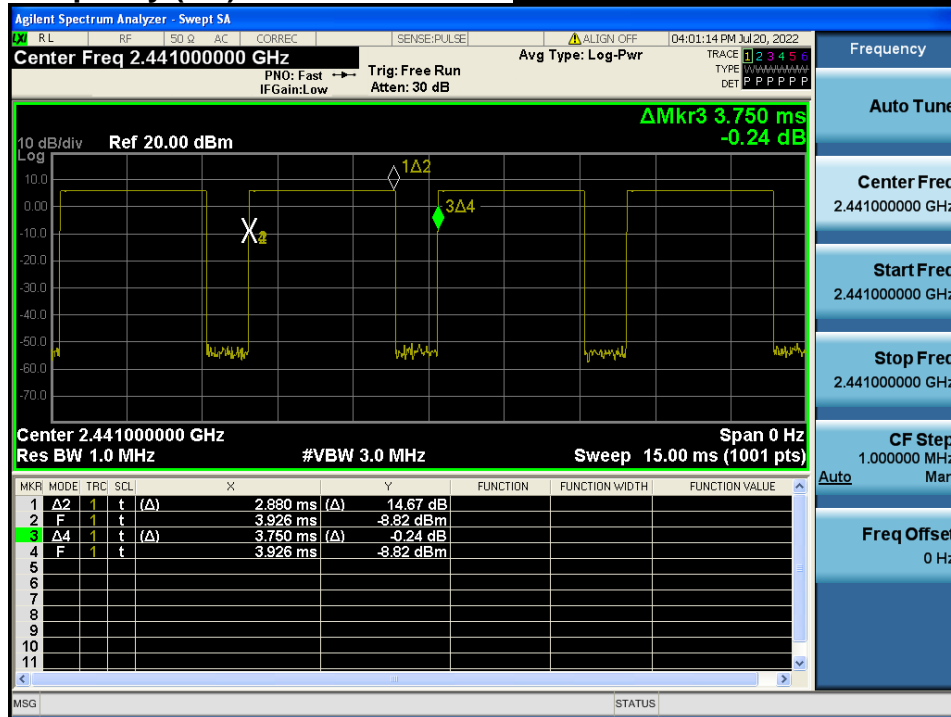 Agilent Spectrum Analyzer - Swept SA
LXI RL RF 50 Ω AC CORREC SENSE:PULSE ALIGN OFF 04:01:14 PM Jul 20, 2022
Center Freq 2.441000000 GHz
PNO: Fast
IFGain:Low
Trig: Free Run
Atten: 30 dB
Avg Type: Log-Pwr
TRACE 1 2 3 4 5 6
TYPE WWWWWW
DET P P P P P P
ΔMkr3 3.750 ms
-0.24 dB
10 dB/div Ref 20.00 dBm
Log
10.0
0.00
-10.0
-20.0
-30.0
-40.0
-50.0
-60.0
-70.0
1Δ2
3Δ4
Center 2.441000000 GHz Span 0 Hz
Res BW 1.0 MHz #VBW 3.0 MHz Sweep 15.00 ms (1001 pts)
MKR MODE TRC SCL X Y FUNCTION FUNCTION WIDTH FUNCTION VALUE
1 Δ2 1 t (Δ) 2.880 ms (Δ) 14.67 dB
2 F 1 t 3.926 ms -8.82 dBm
3 Δ4 1 t (Δ) 3.750 ms (Δ) -0.24 dB
4 F 1 t 3.926 ms -8.82 dBm
5
6
7
8
9
10
11
MSG STATUS
Frequency
Auto Tune
Center Freq
2.441000000 GHz
Start Freq
2.441000000 GHz
Stop Freq
2.441000000 GHz
CF Step
1.000000 MHz
Auto Man
Freq Offset
0 Hz